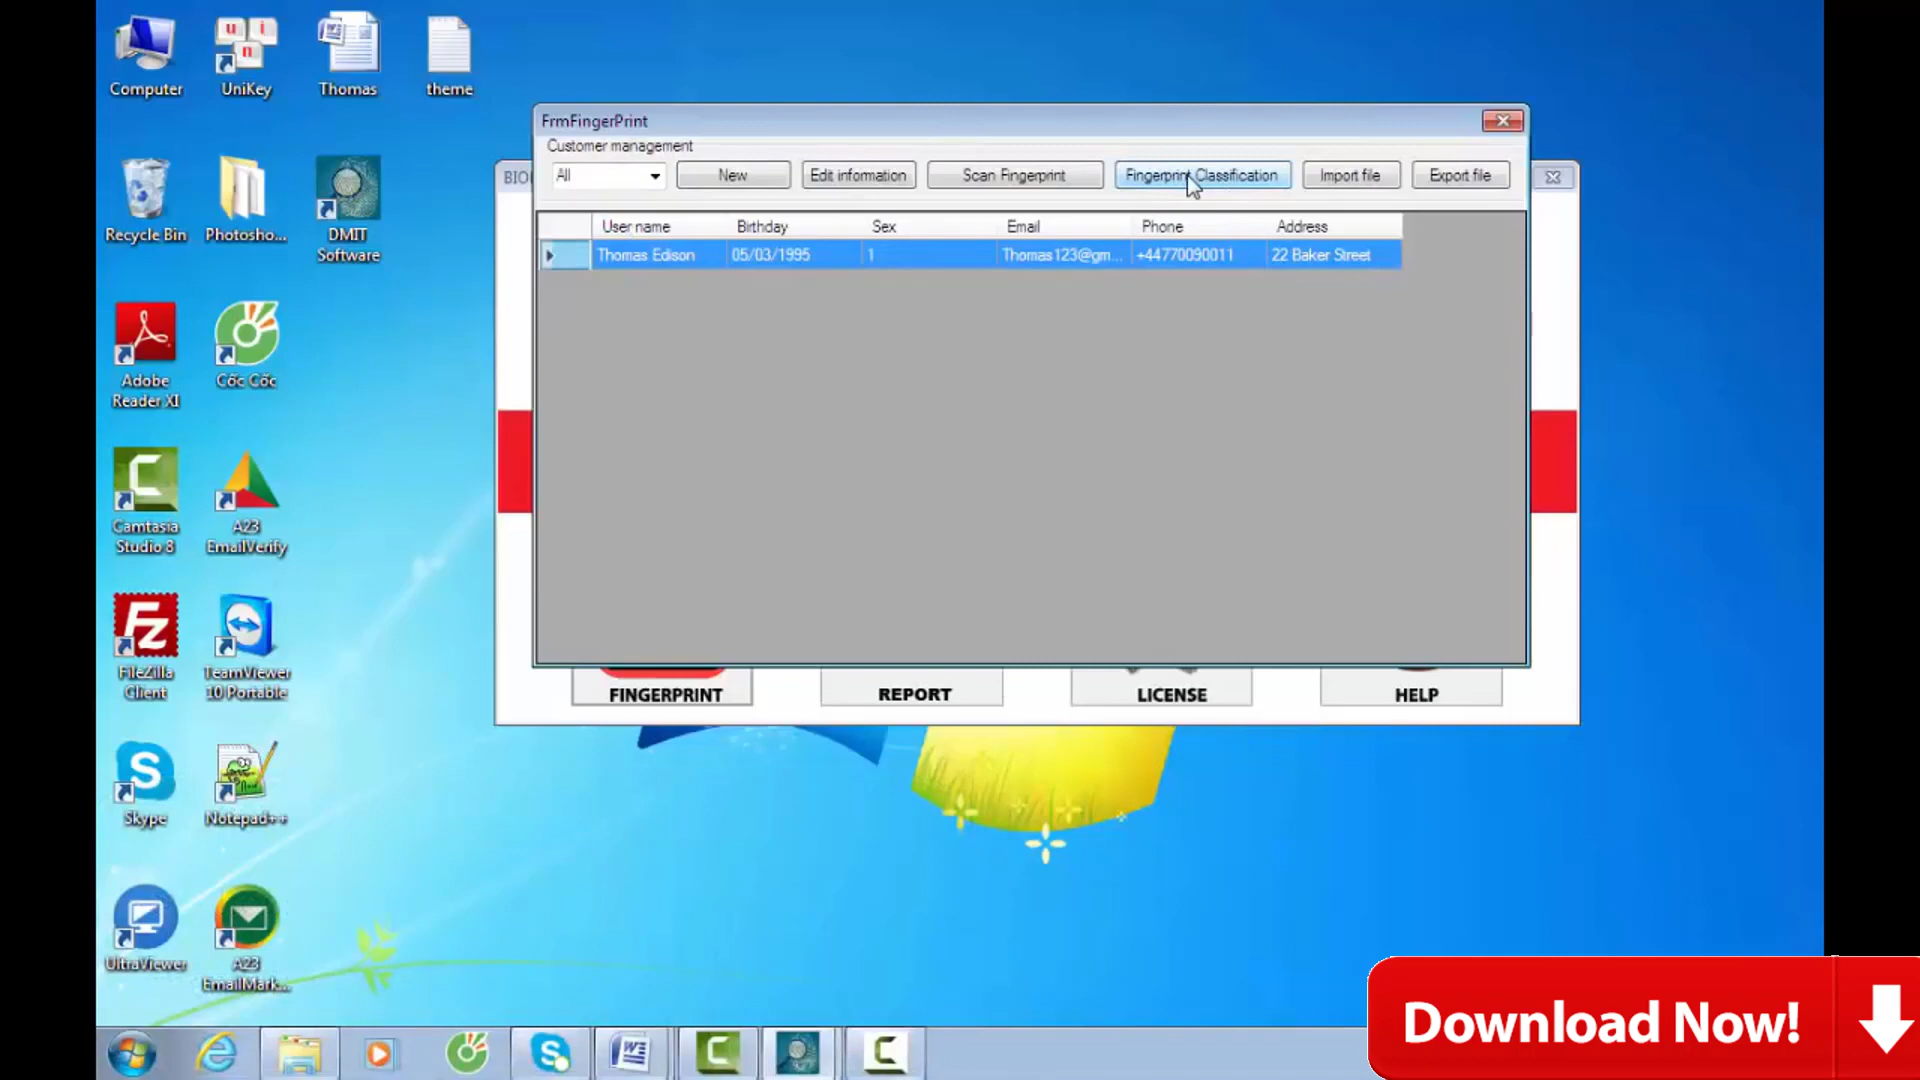 Computer
UniKey
Thomas
theme
Recycle Bin
Photosho...
DMIT
Software
Adobe
Reader XI
Cốc Cốc
Camtasia
Studio 8
A23
EmailVerify
FileZilla
Client
TeamViewer
10 Portable
Skype
Notepad++
UltraViewer
A23
EmailMark...
FrmFingerPrint
Customer management
All
New
Edit information
Scan Fingerprint
Fingerprint Classification
Import file
Export file
User name
Birthday
Sex
Email
Phone
Address
Thomas Edison
05/03/1995
1
Thomas123@gm...
+44770090011
22 Baker Street
FINGERPRINT
REPORT
LICENSE
HELP
Download Now!